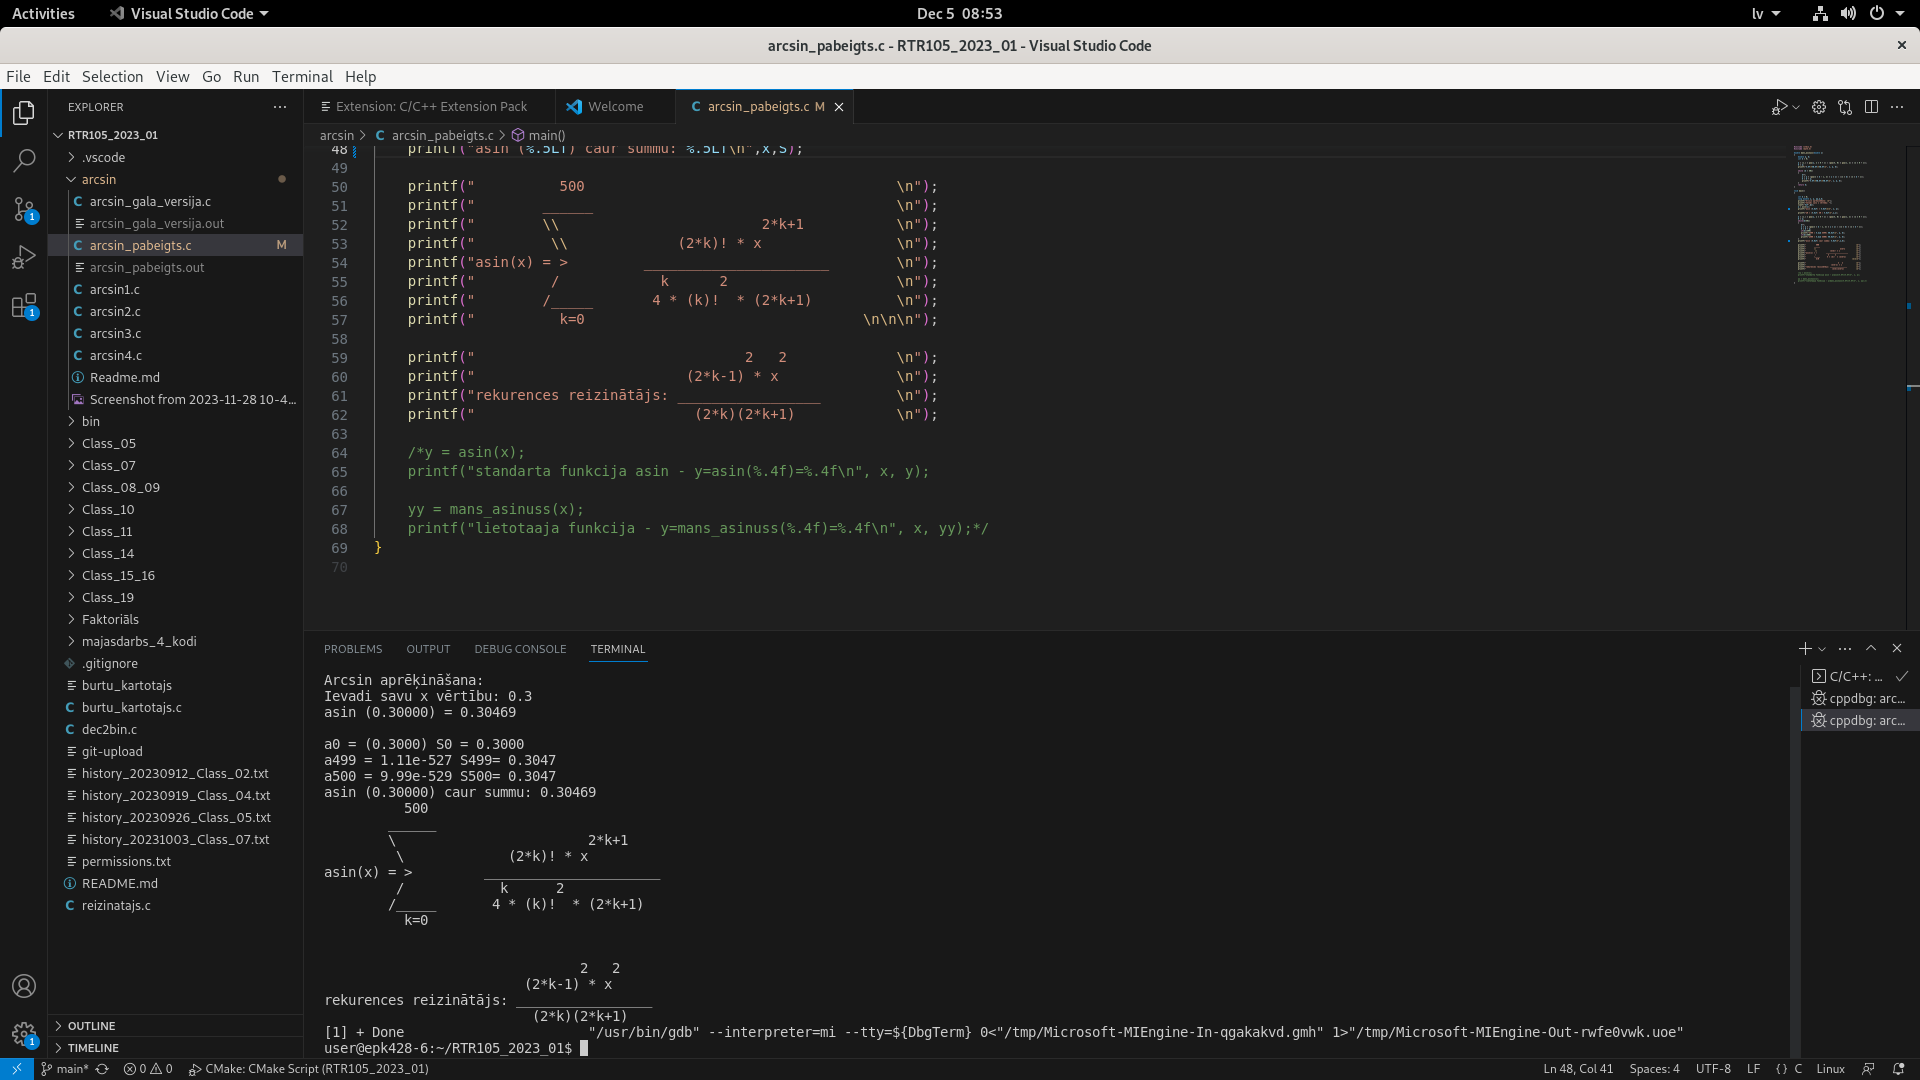 Activities
Visual Studio Code
Dec 5 08:53
lv
arcsin_pabeigts.c - RTR105_2023_01 - Visual Studio Code
File Edit Selection View Go Run Terminal Help
EXPLORER
RTR105_2023_01
.vscode
arcsin
arcsin_gala_versija.c
arcsin_gala_versija.out
arcsin_pabeigts.c M
arcsin_pabeigts.out
arcsin1.c
arcsin2.c
arcsin3.c
arcsin4.c
Readme.md
Screenshot from 2023-11-28 10-4...
bin
Class_05
Class_07
Class_08_09
Class_10
Class_11
Class_14
Class_15_16
Class_19
Faktoriāls
majasdarbs_4_kodi
.gitignore
burtu_kartotajs
burtu_kartotajs.c
dec2bin.c
git-upload
history_20230912_Class_02.txt
history_20230919_Class_04.txt
history_20230926_Class_05.txt
history_20231003_Class_07.txt
permissions.txt
README.md
reizinatajs.c
OUTLINE
TIMELINE
1
1
1
Extension: C/C++ Extension Pack
Welcome
arcsin_pabeigts.c M
arcsin > arcsin_pabeigts.c > main()
48 printf("asin (%.5Lf) caur summu: %.5Lf\n",x,S);
49
50 printf("          500                                     \n");
51 printf("        ______                                    \n");
52 printf("        \\                        2*k+1           \n");
53 printf("         \\             (2*k)! * x                \n");
54 printf("asin(x) = >         ______________________        \n");
55 printf("         /            k      2                    \n");
56 printf("        /_____       4 * (k)!  * (2*k+1)          \n");
57 printf("          k=0                                 \n\n\n");
58
59 printf("                                2   2             \n");
60 printf("                         (2*k-1) * x              \n");
61 printf("rekurences reizinātājs: _________________         \n");
62 printf("                          (2*k)(2*k+1)            \n");
63
64 /*y = asin(x);
65 printf("standarta funkcija asin - y=asin(%.4f)=%.4f\n", x, y);
66
67 yy = mans_asinuss(x);
68 printf("lietotaaja funkcija - y=mans_asinuss(%.4f)=%.4f\n", x, yy);*/
69 }
70
PROBLEMS OUTPUT DEBUG CONSOLE TERMINAL
Arcsin aprēķināšana:
Ievadi savu x vērtību: 0.3
asin (0.30000) = 0.30469
a0 = (0.3000) S0 = 0.3000
a499 = 1.11e-527 S499= 0.3047
a500 = 9.99e-529 S500= 0.3047
asin (0.30000) caur summu: 0.30469
          500
        ______
        \                        2*k+1
         \             (2*k)! * x
asin(x) = >         ______________________
         /            k      2
        /_____       4 * (k)!  * (2*k+1)
          k=0
                                2   2
                         (2*k-1) * x
rekurences reizinātājs: _________________
                          (2*k)(2*k+1)
[1] + Done                       "/usr/bin/gdb" --interpreter=mi --tty=${DbgTerm} 0<"/tmp/Microsoft-MIEngine-In-qgakakvd.gmh" 1>"/tmp/Microsoft-MIEngine-Out-rwfe0vwk.uoe"
user@epk428-6:~/RTR105_2023_01$
C/C++: ...
cppdbg: arc...
cppdbg: arc...
main* 0 0 CMake: CMake Script (RTR105_2023_01)
Ln 48, Col 41 Spaces: 4 UTF-8 LF {} C Linux